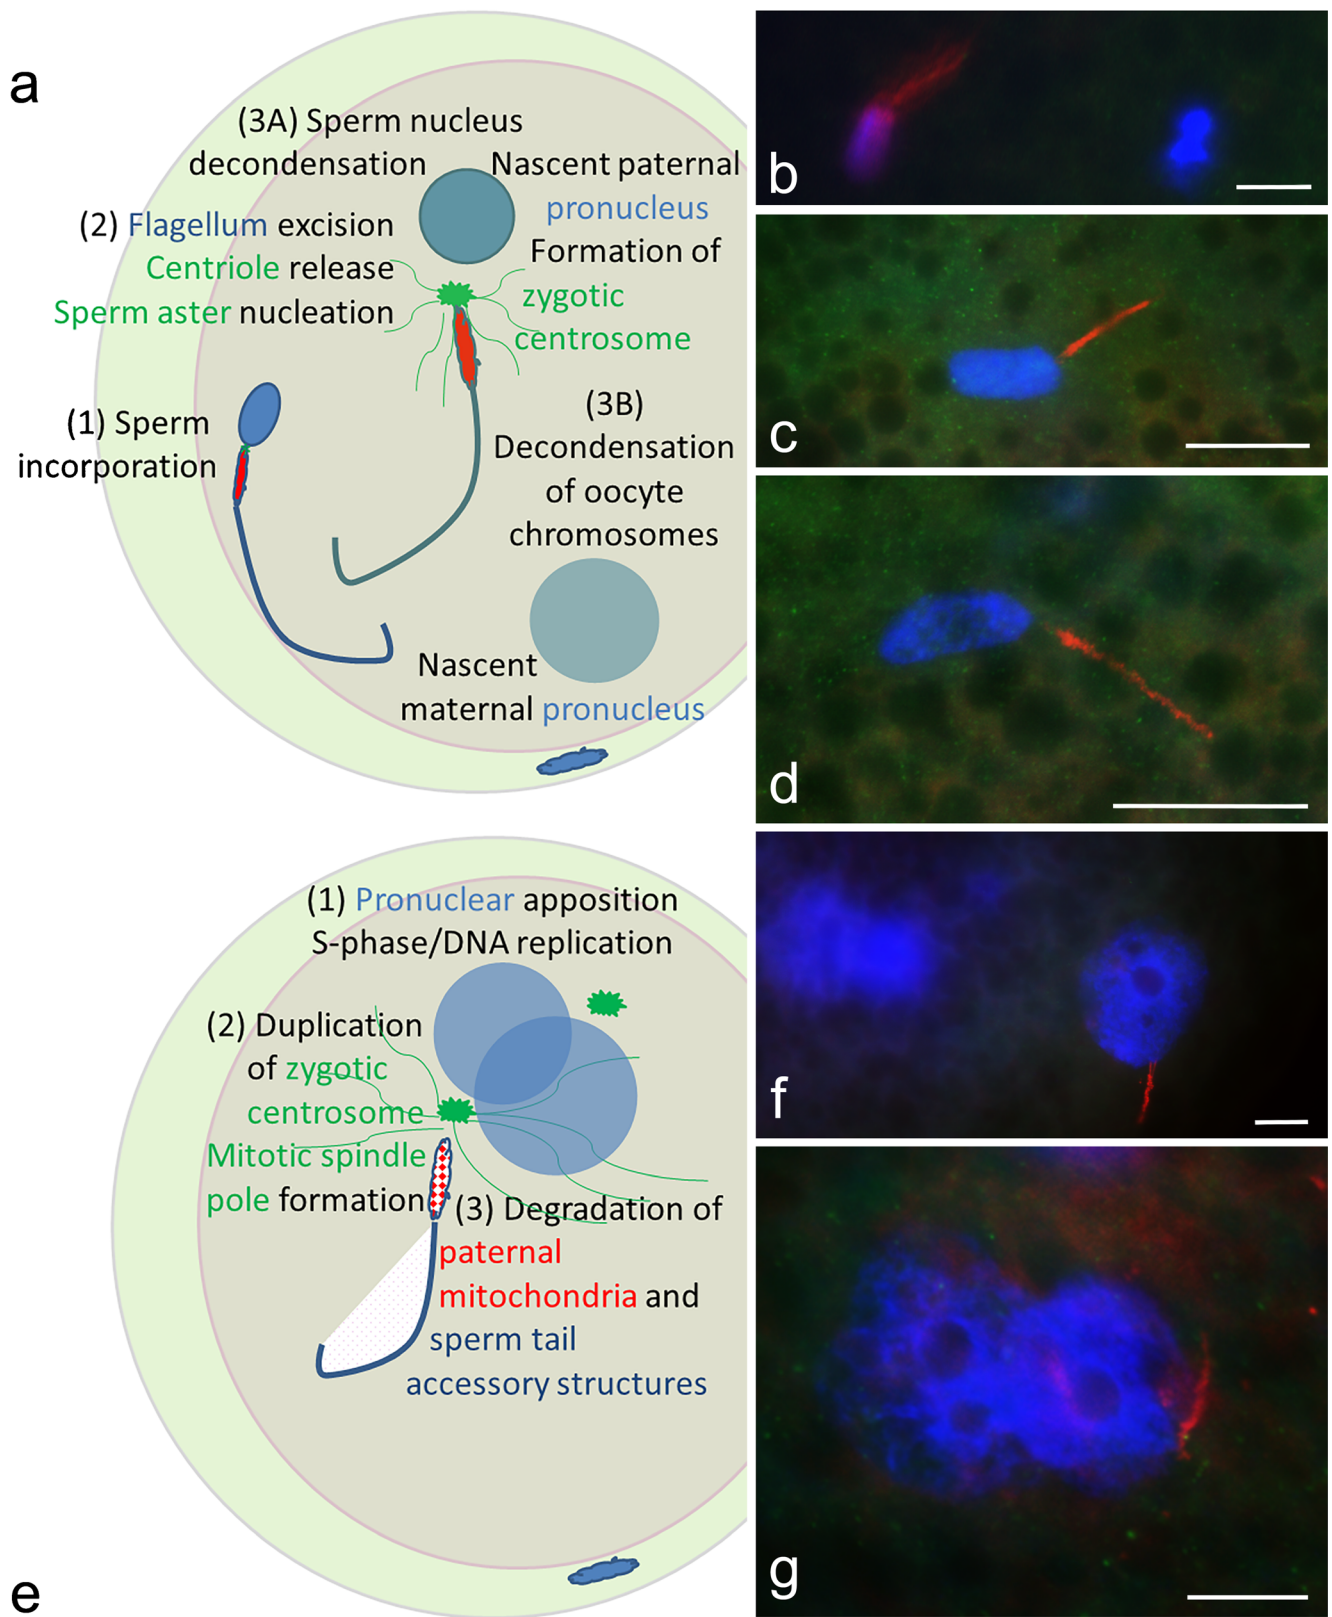 a
(3A) Sperm nucleus
decondensation
Nascent paternal
pronucleus
(2) Flagellum excision
Formation of
Centriole release
zygotic
Sperm aster nucleation
centrosome
(1) Sperm
incorporation
(3B)
Decondensation
of oocyte
chromosomes
Nascent
maternal pronucleus
b
c
d
(1) Pronuclear apposition
S-phase/DNA replication
(2) Duplication
of zygotic
centrosome
Mitotic spindle
pole formation
(3) Degradation of
paternal
mitochondria and
sperm tail
accessory structures
e
f
g